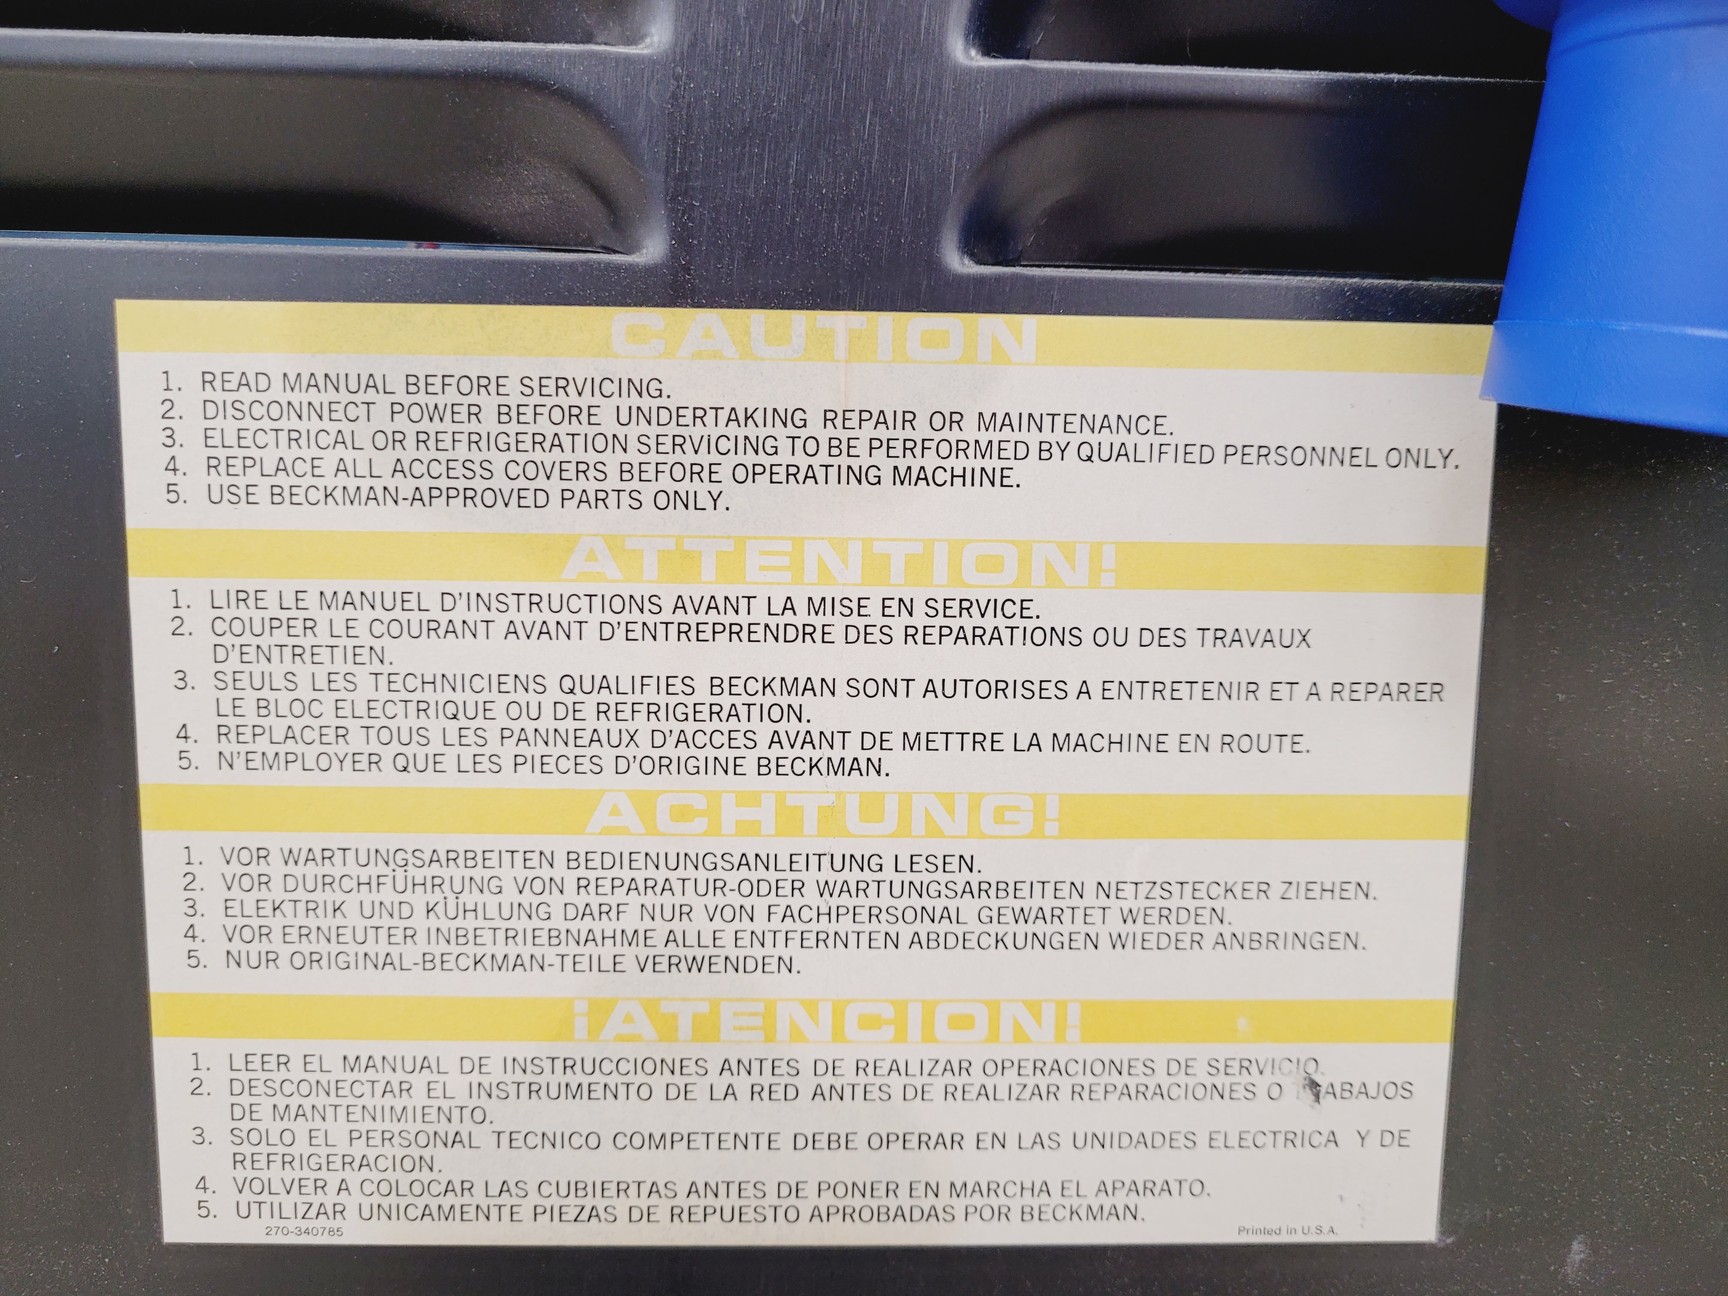 CAUTION
1. READ MANUAL BEFORE SERVICING.
2. DISCONNECT POWER BEFORE UNDERTAKING REPAIR OR MAINTENANCE.
3. ELECTRICAL OR REFRIGERATION SERVICING TO BE PERFORMED BY QUALIFIED PERSONNEL ONLY.
4. REPLACE ALL ACCESS COVERS BEFORE OPERATING MACHINE.
5. USE BECKMAN-APPROVED PARTS ONLY.
ATTENTION!
1. LIRE LE MANUEL D'INSTRUCTIONS AVANT LA MISE EN SERVICE.
2. COUPER LE COURANT AVANT D'ENTREPRENDRE DES REPARATIONS OU DES TRAVAUX
D'ENTRETIEN.
3. SEULS LES TECHNICIENS QUALIFIES BECKMAN SONT AUTORISES A ENTRETENIR ET A REPARER
LE BLOC ELECTRIQUE OU DE REFRIGERATION.
4. REPLACER TOUS LES PANNEAUX D'ACCES AVANT DE METTRE LA MACHINE EN ROUTE.
5. N'EMPLOYER QUE LES PIECES D'ORIGINE BECKMAN.
ACHTUNG!
1. VOR WARTUNGSARBEITEN BEDIENUNGSANLEITUNG LESEN.
2. VOR DURCHFÜHRUNG VON REPARATUR-ODER WARTUNGSARBEITEN NETZSTECKER ZIEHEN.
3. ELEKTRIK UND KÜHLUNG DARF NUR VON FACHPERSONAL GEWARTET WERDEN.
4. VOR ERNEUTER INBETRIEBNAHME ALLE ENTFERNTEN ABDECKUNGEN WIEDER ANBRINGEN.
5. NUR ORIGINAL-BECKMAN-TEILE VERWENDEN.
¡ATENCION!
1. LEER EL MANUAL DE INSTRUCCIONES ANTES DE REALIZAR OPERACIONES DE SERVICIO.
2. DESCONECTAR EL INSTRUMENTO DE LA RED ANTES DE REALIZAR REPARACIONES O
DE MANTENIMIENTO.
3. SOLO EL PERSONAL TECNICO COMPETENTE DEBE OPERAR EN LAS UNIDADES ELECTRICA Y DE
REFRIGERACION.
4. VOLVER A COLOCAR LAS CUBIERTAS ANTES DE PONER EN MARCHA EL APARATO.
5. UTILIZAR UNICAMENTE PIEZAS DE REPUESTO APROBADAS POR BECKMAN.
270-340785 Printed in U.S.A.